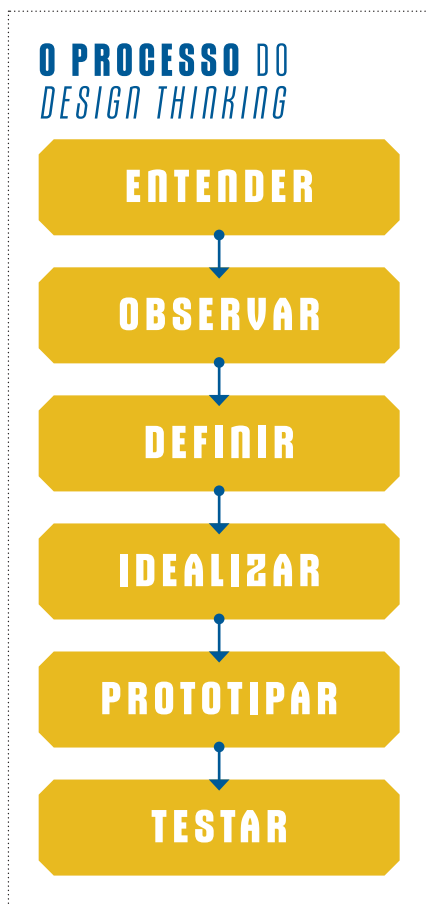 O PROCESSO DO
DESIGN THINKING
ENTENDER
OBSERVAR
DEFINIR
IDEALIZAR
PROTOTIPAR
TESTAR